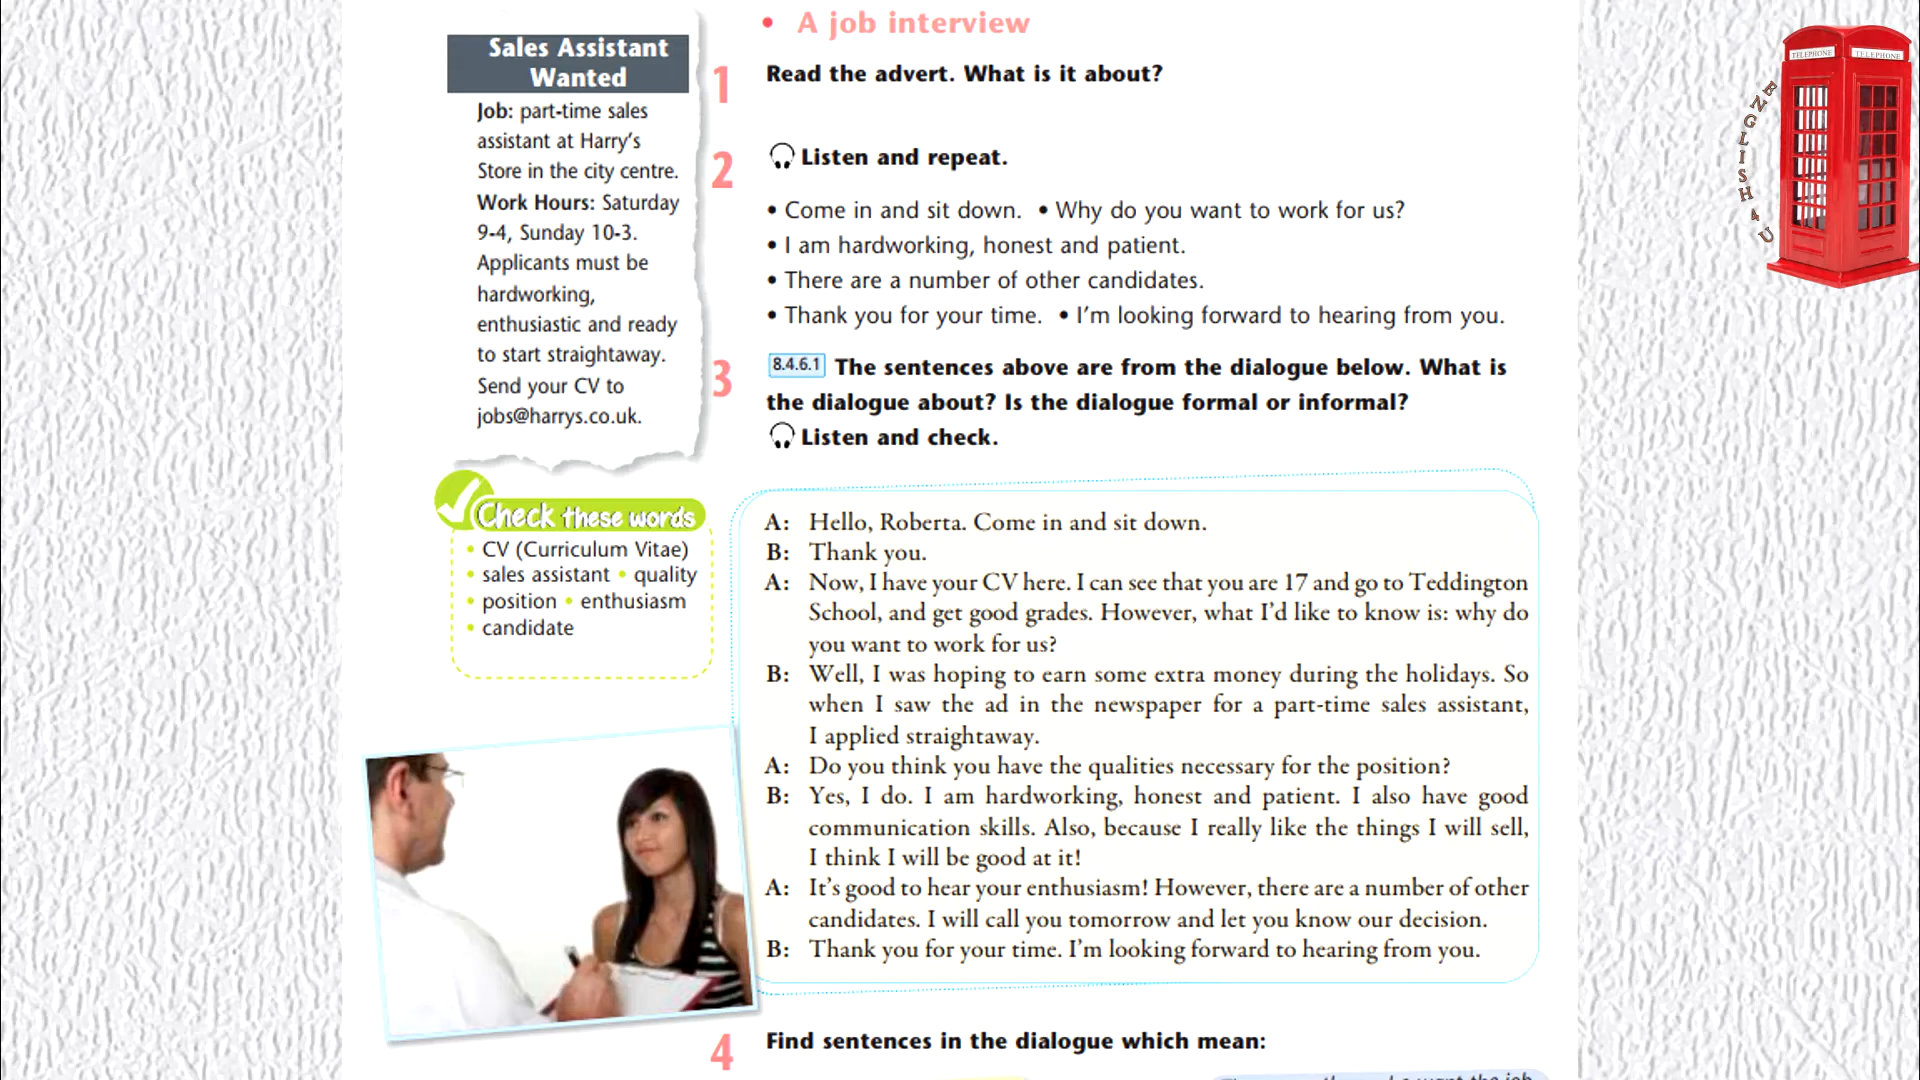 Sales Assistant
Wanted
Job: part-time sales
assistant at Harry's
Store in the city centre.
Work Hours: Saturday
9-4, Sunday 10-3.
Applicants must be
hardworking,
enthusiastic and ready
to start straightaway.
Send your CV to
jobs@harrys.co.uk.
Check these words
• CV (Curriculum Vitae)
• sales assistant • quality
• position • enthusiasm
• candidate
• A job interview
1 Read the advert. What is it about?
2 Listen and repeat.
• Come in and sit down. • Why do you want to work for us?
• I am hardworking, honest and patient.
• There are a number of other candidates.
• Thank you for your time. • I'm looking forward to hearing from you.
3 8.4.6.1 The sentences above are from the dialogue below. What is
the dialogue about? Is the dialogue formal or informal?
Listen and check.
A: Hello, Roberta. Come in and sit down.
B: Thank you.
A: Now, I have your CV here. I can see that you are 17 and go to Teddington
School, and get good grades. However, what I'd like to know is: why do
you want to work for us?
B: Well, I was hoping to earn some extra money during the holidays. So
when I saw the ad in the newspaper for a part-time sales assistant,
I applied straightaway.
A: Do you think you have the qualities necessary for the position?
B: Yes, I do. I am hardworking, honest and patient. I also have good
communication skills. Also, because I really like the things I will sell,
I think I will be good at it!
A: It's good to hear your enthusiasm! However, there are a number of other
candidates. I will call you tomorrow and let you know our decision.
B: Thank you for your time. I'm looking forward to hearing from you.
4 Find sentences in the dialogue which mean:
TELEPHONE
TELEPHONE
ENGLISH 4 U